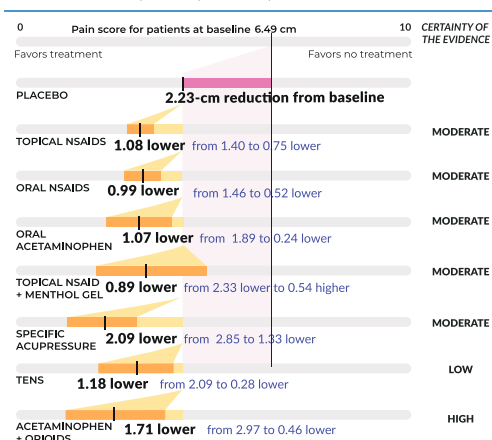 0 Pain score for patients at baseline 6.49 cm 10 CERTAINTY OF
THE EVIDENCE
Favors treatment Favors no treatment
PLACEBO 2.23-cm reduction from baseline
MODERATE
TOPICAL NSAIDS 1.08 lower from 1.40 to 0.75 lower
MODERATE
ORAL NSAIDS 0.99 lower from 1.46 to 0.52 lower
MODERATE
ORAL
ACETAMINOPHEN 1.07 lower from 1.89 to 0.24 lower
MODERATE
TOPICAL NSAID
+ MENTHOL GEL 0.89 lower from 2.33 lower to 0.54 higher
MODERATE
SPECIFIC
ACUPRESSURE 2.09 lower from 2.85 to 1.33 lower
LOW
TENS 1.18 lower from 2.09 to 0.28 lower
HIGH
ACETAMINOPHEN 1.71 lower from 2.97 to 0.46 lower
+ OPIOIDS